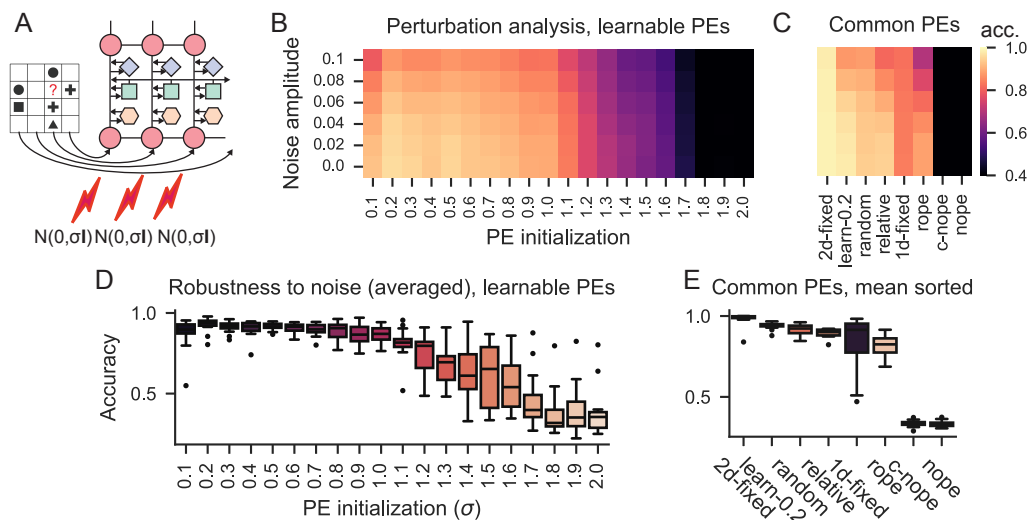 A
?
N(0,σI) N(0,σI) N(0,σI)
B
Perturbation analysis, learnable PEs
Noise amplitude
0.1
0.08
0.06
0.04
0.02
0.0
0.1 0.2 0.3 0.4 0.5 0.6 0.7 0.8 0.9 1.0 1.1 1.2 1.3 1.4 1.5 1.6 1.7 1.8 1.9 2.0
PE initialization
C
Common PEs
acc.
1.0
0.8
0.6
0.4
2d-fixed
learn-0.2
random
relative
1d-fixed
rope
c-nope
nope
D
Robustness to noise (averaged), learnable PEs
Accuracy
1.0
0.5
0.1 0.2 0.3 0.4 0.5 0.6 0.7 0.8 0.9 1.0 1.1 1.2 1.3 1.4 1.5 1.6 1.7 1.8 1.9 2.0
PE initialization (σ)
E
Common PEs, mean sorted
1.0
0.5
2d-fixed
learn-0.2
random
relative
1d-fixed
rope
c-nope
nope